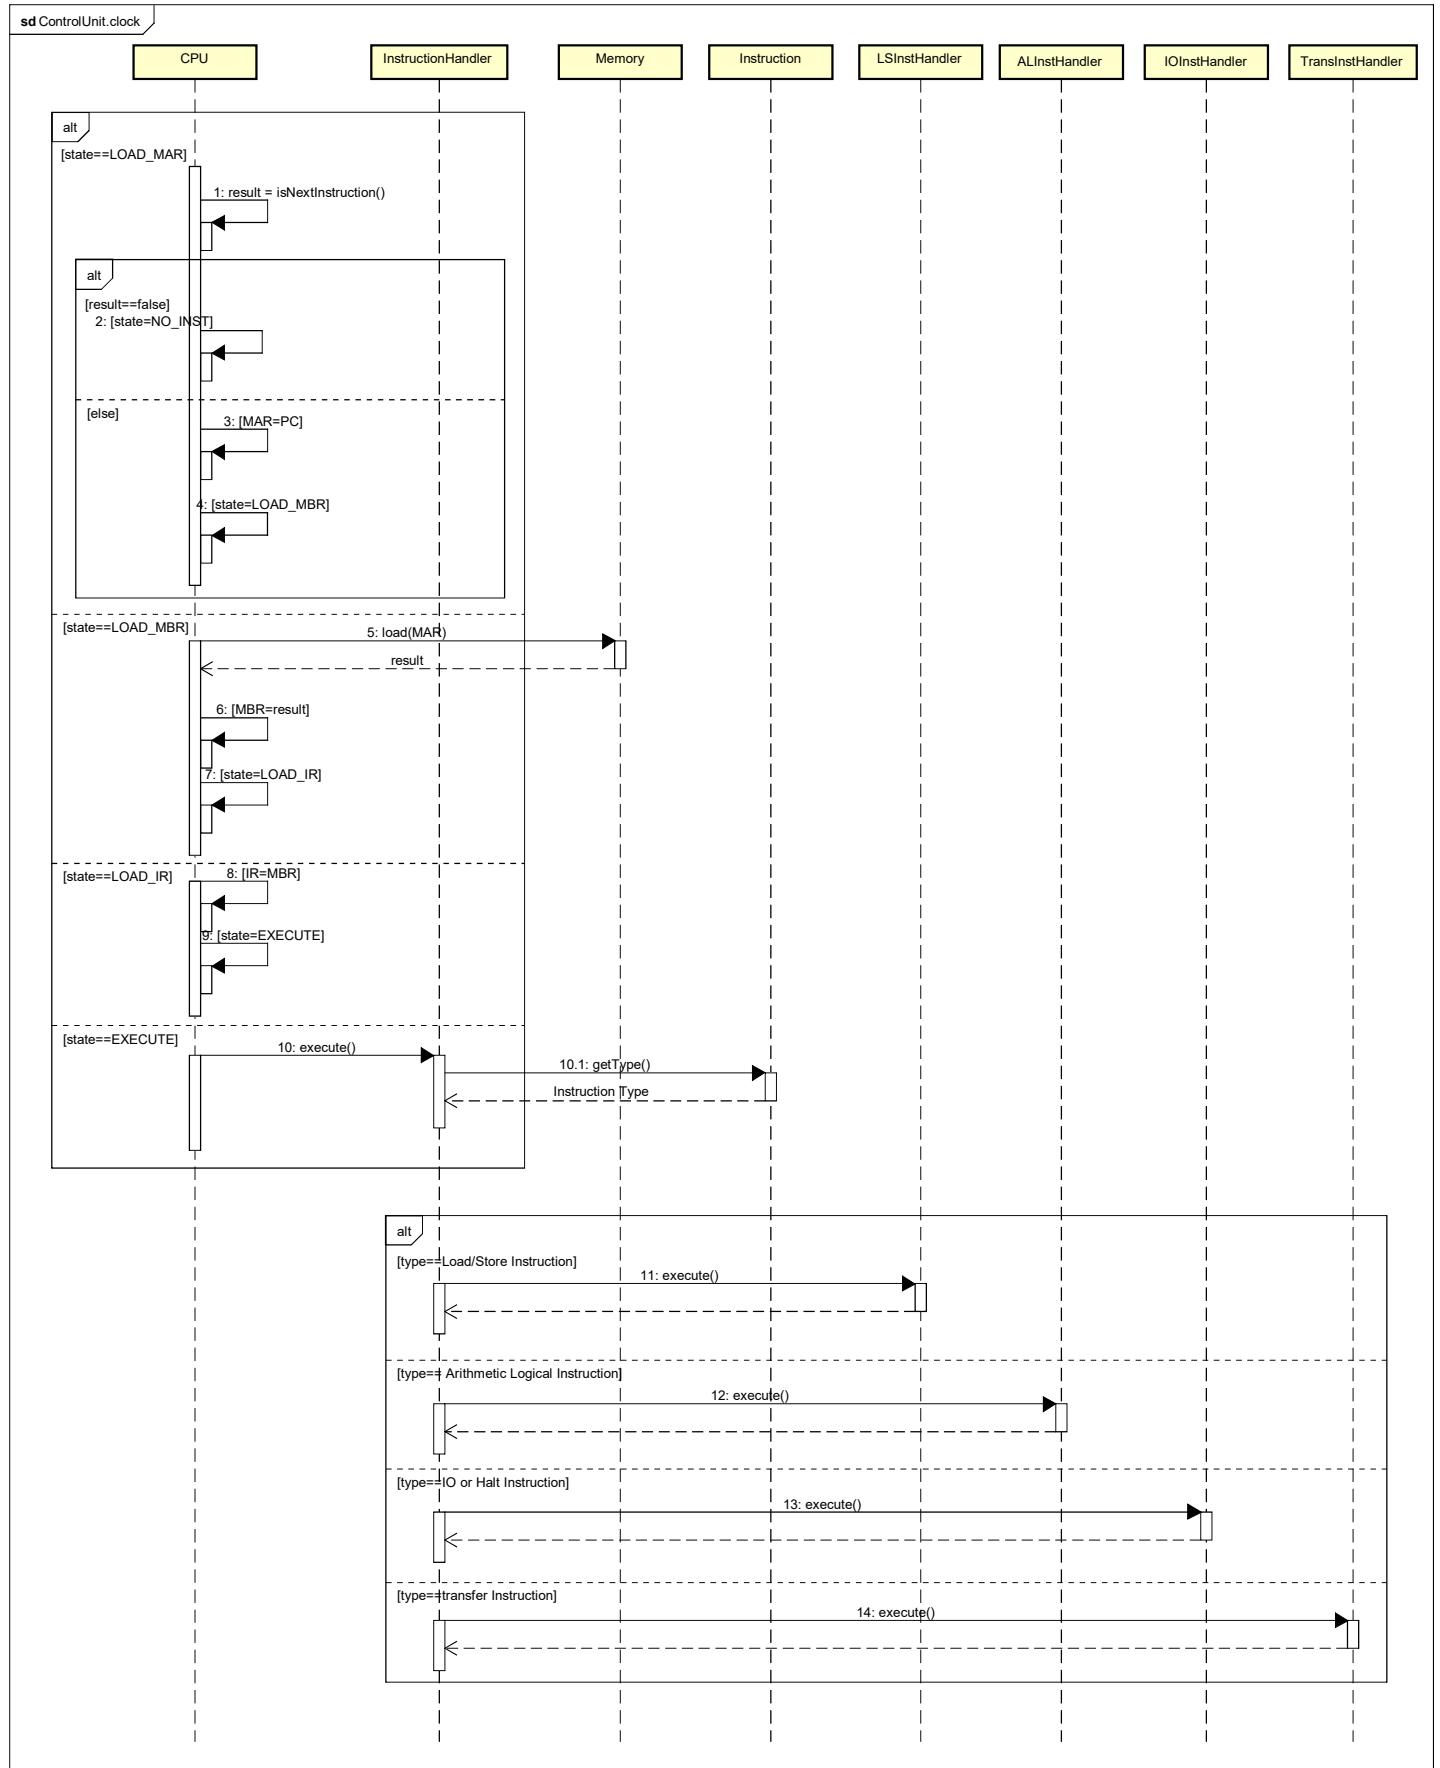 sd ControlUnit.clock
CPU
InstructionHandler
Memory
Instruction
LSInstHandler
ALInstHandler
IOInstHandler
TransInstHandler
alt
[state==LOAD_MAR]
1: result = isNextInstruction()
alt
[result==false]
2: [state=NO_INST]
[else]
3: [MAR=PC]
4: [state=LOAD_MBR]
[state==LOAD_MBR]
5: load(MAR)
result
6: [MBR=result]
7: [state=LOAD_IR]
[state==LOAD_IR]
8: [IR=MBR]
9: [state=EXECUTE]
[state==EXECUTE]
10: execute()
10.1: getType()
Instruction Type
alt
[type==Load/Store Instruction]
11: execute()
[type== Arithmetic Logical Instruction]
12: execute()
[type==IO or Halt Instruction]
13: execute()
[type==transfer Instruction]
14: execute()